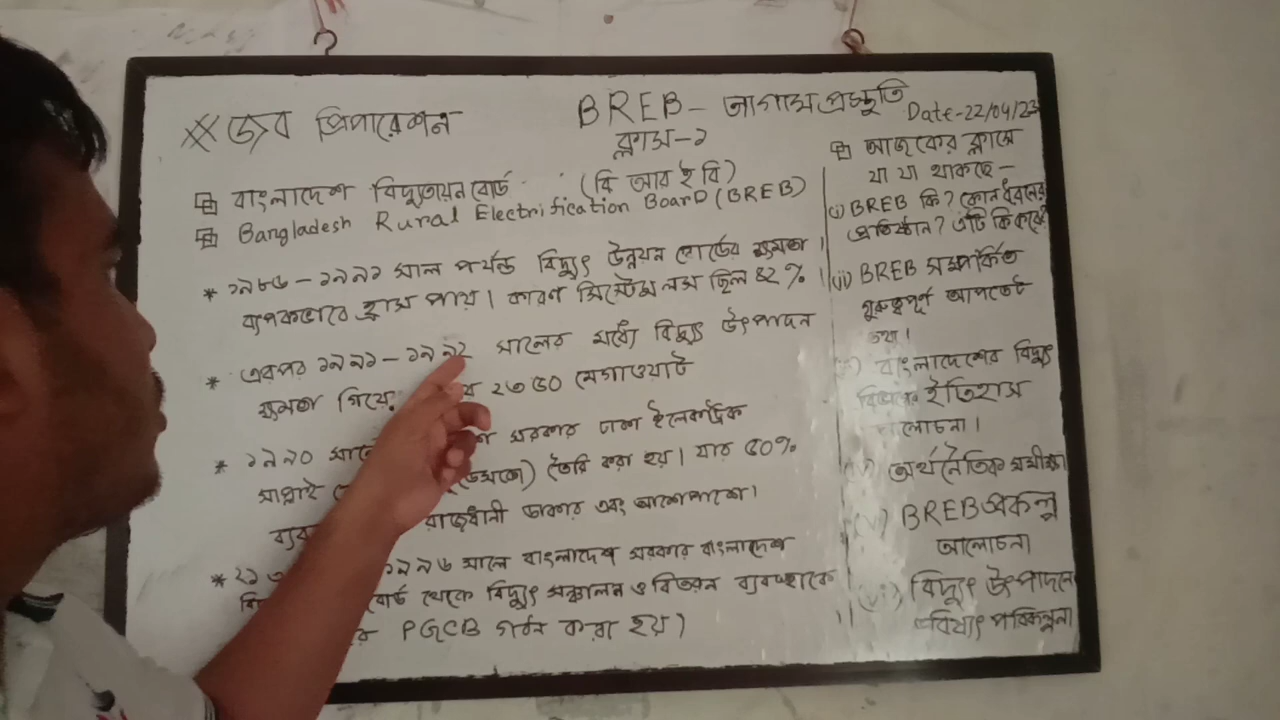 জব প্রিপারেশন
BREB - আগাম প্রস্তুতি
ক্লাস-১
Date-22/04/23
বাংলাদেশ বিদ্যুতায়ন বোর্ড (বি আর ই বি)
Bangladesh Rural Electrification Board (BREB)
* ১৯৮৬ - ১৯৯১ সাল পর্যন্ত বিদ্যুৎ উন্নয়ন বোর্ডের ক্ষমতা
ব্যপকভাবে হ্রাস পায়। কারণ সিস্টেম লস ছিল ৪২%
* এরপর ১৯৯১ - ১৯৯২ সালের মধ্যে বিদ্যুৎ উৎপাদন
ক্ষমতা গিয়ে ২৩৫০ মেগাওয়াট
* ১৯৯০ সরকার ঢাকা ইলেকট্রিক
সাপ্লাই তৈরি করা হয়। যার ৫০%
রাজধানী ঢাকার এবং আশেপাশে।
* ২১ ১৯৯৬ সালে বাংলাদেশ সরকার বাংলাদেশ
বোর্ড থেকে বিদ্যুৎ সঞ্চালন ও বিতরন ব্যবস্থাকে
PGCB গঠন করা হয়)
আজকের ক্লাসে
যা যা থাকছে -
(i) BREB কি? কোন ধরনের
প্রতিষ্ঠান? এটি কি করে?
(ii) BREB সম্পর্কিত
গুরুত্বপূর্ণ আপডেট
তথ্য।
বাংলাদেশের বিদ্যুৎ
বিভাগের ইতিহাস
আলোচনা।
অর্থনৈতিক সমীক্ষা
(v) BREB প্রকল্প
আলোচনা
(vi) বিদ্যুৎ উৎপাদনে
ভবিষ্যৎ পরিকল্পনা